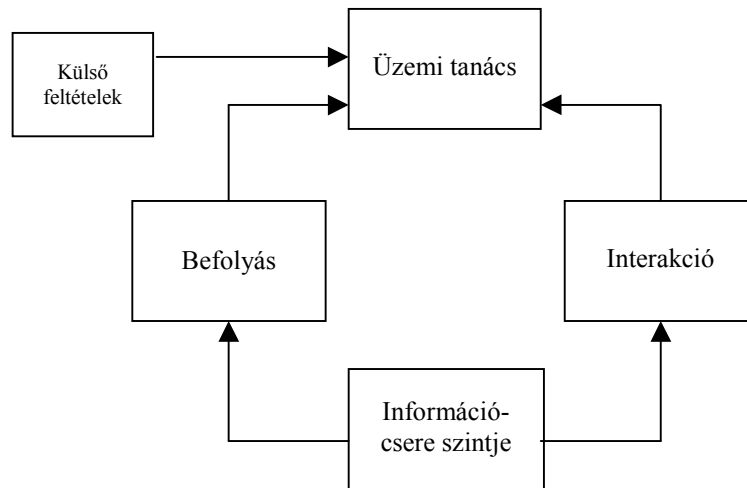 Külső
feltételek
Üzemi tanács
Befolyás
Interakció
Információ-
csere szintje